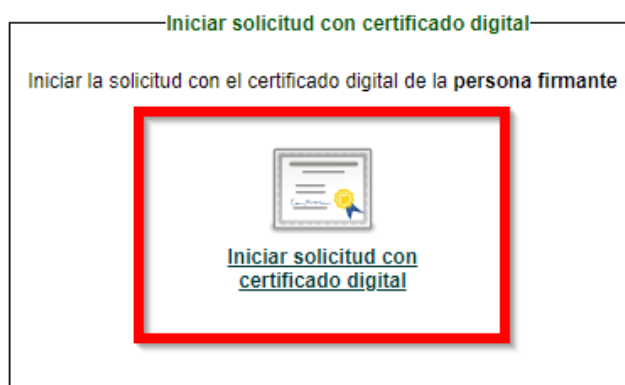 Iniciar solicitud con certificado digital
Iniciar la solicitud con el certificado digital de la persona firmante
Iniciar solicitud con
certificado digital